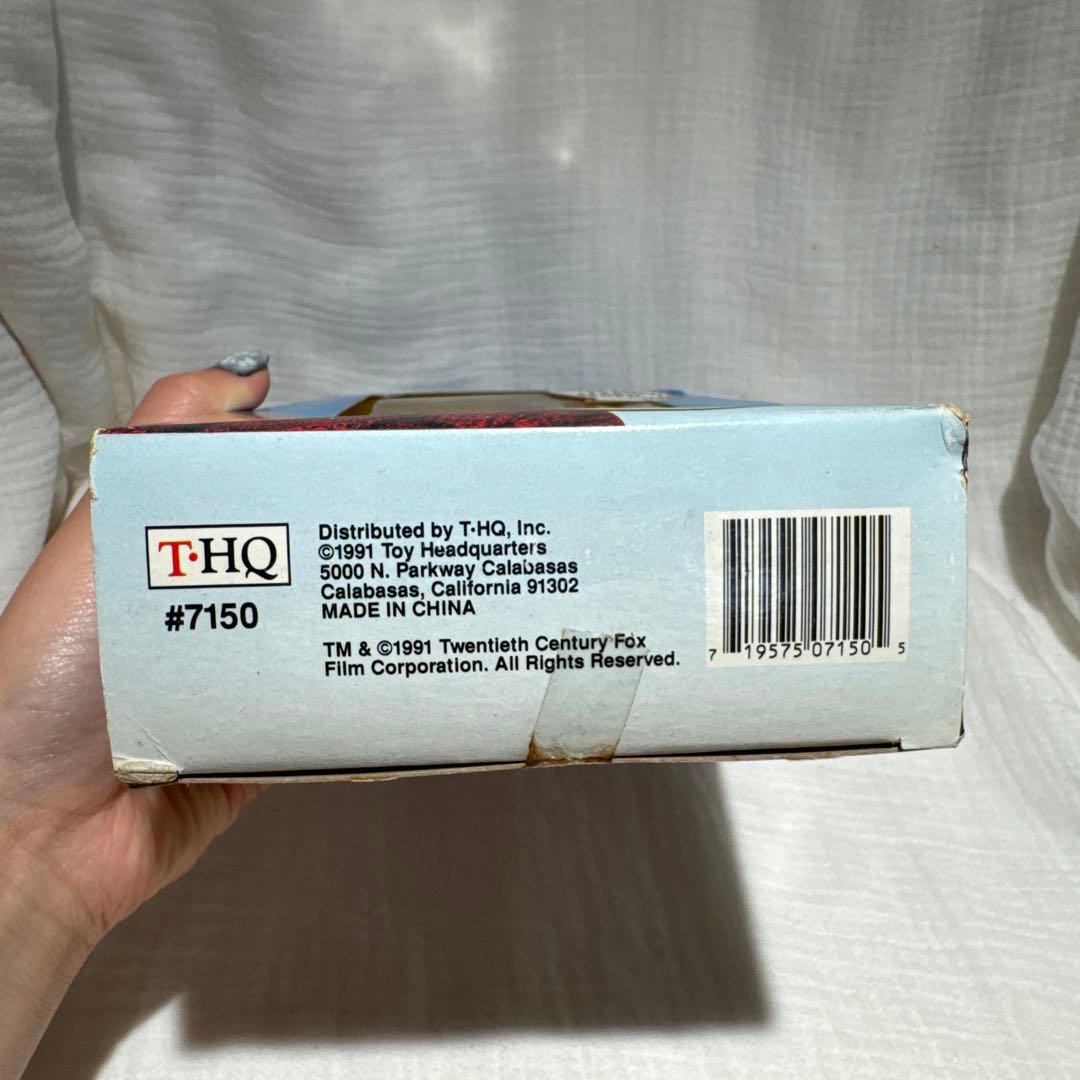 T•HQ
#7150
Distributed by T•HQ, Inc.
©1991 Toy Headquarters
5000 N. Parkway Calabasas
Calabasas, California 91302
MADE IN CHINA
TM & ©1991 Twentieth Century Fox
Film Corporation. All Rights Reserved.
7 19575 07150 5